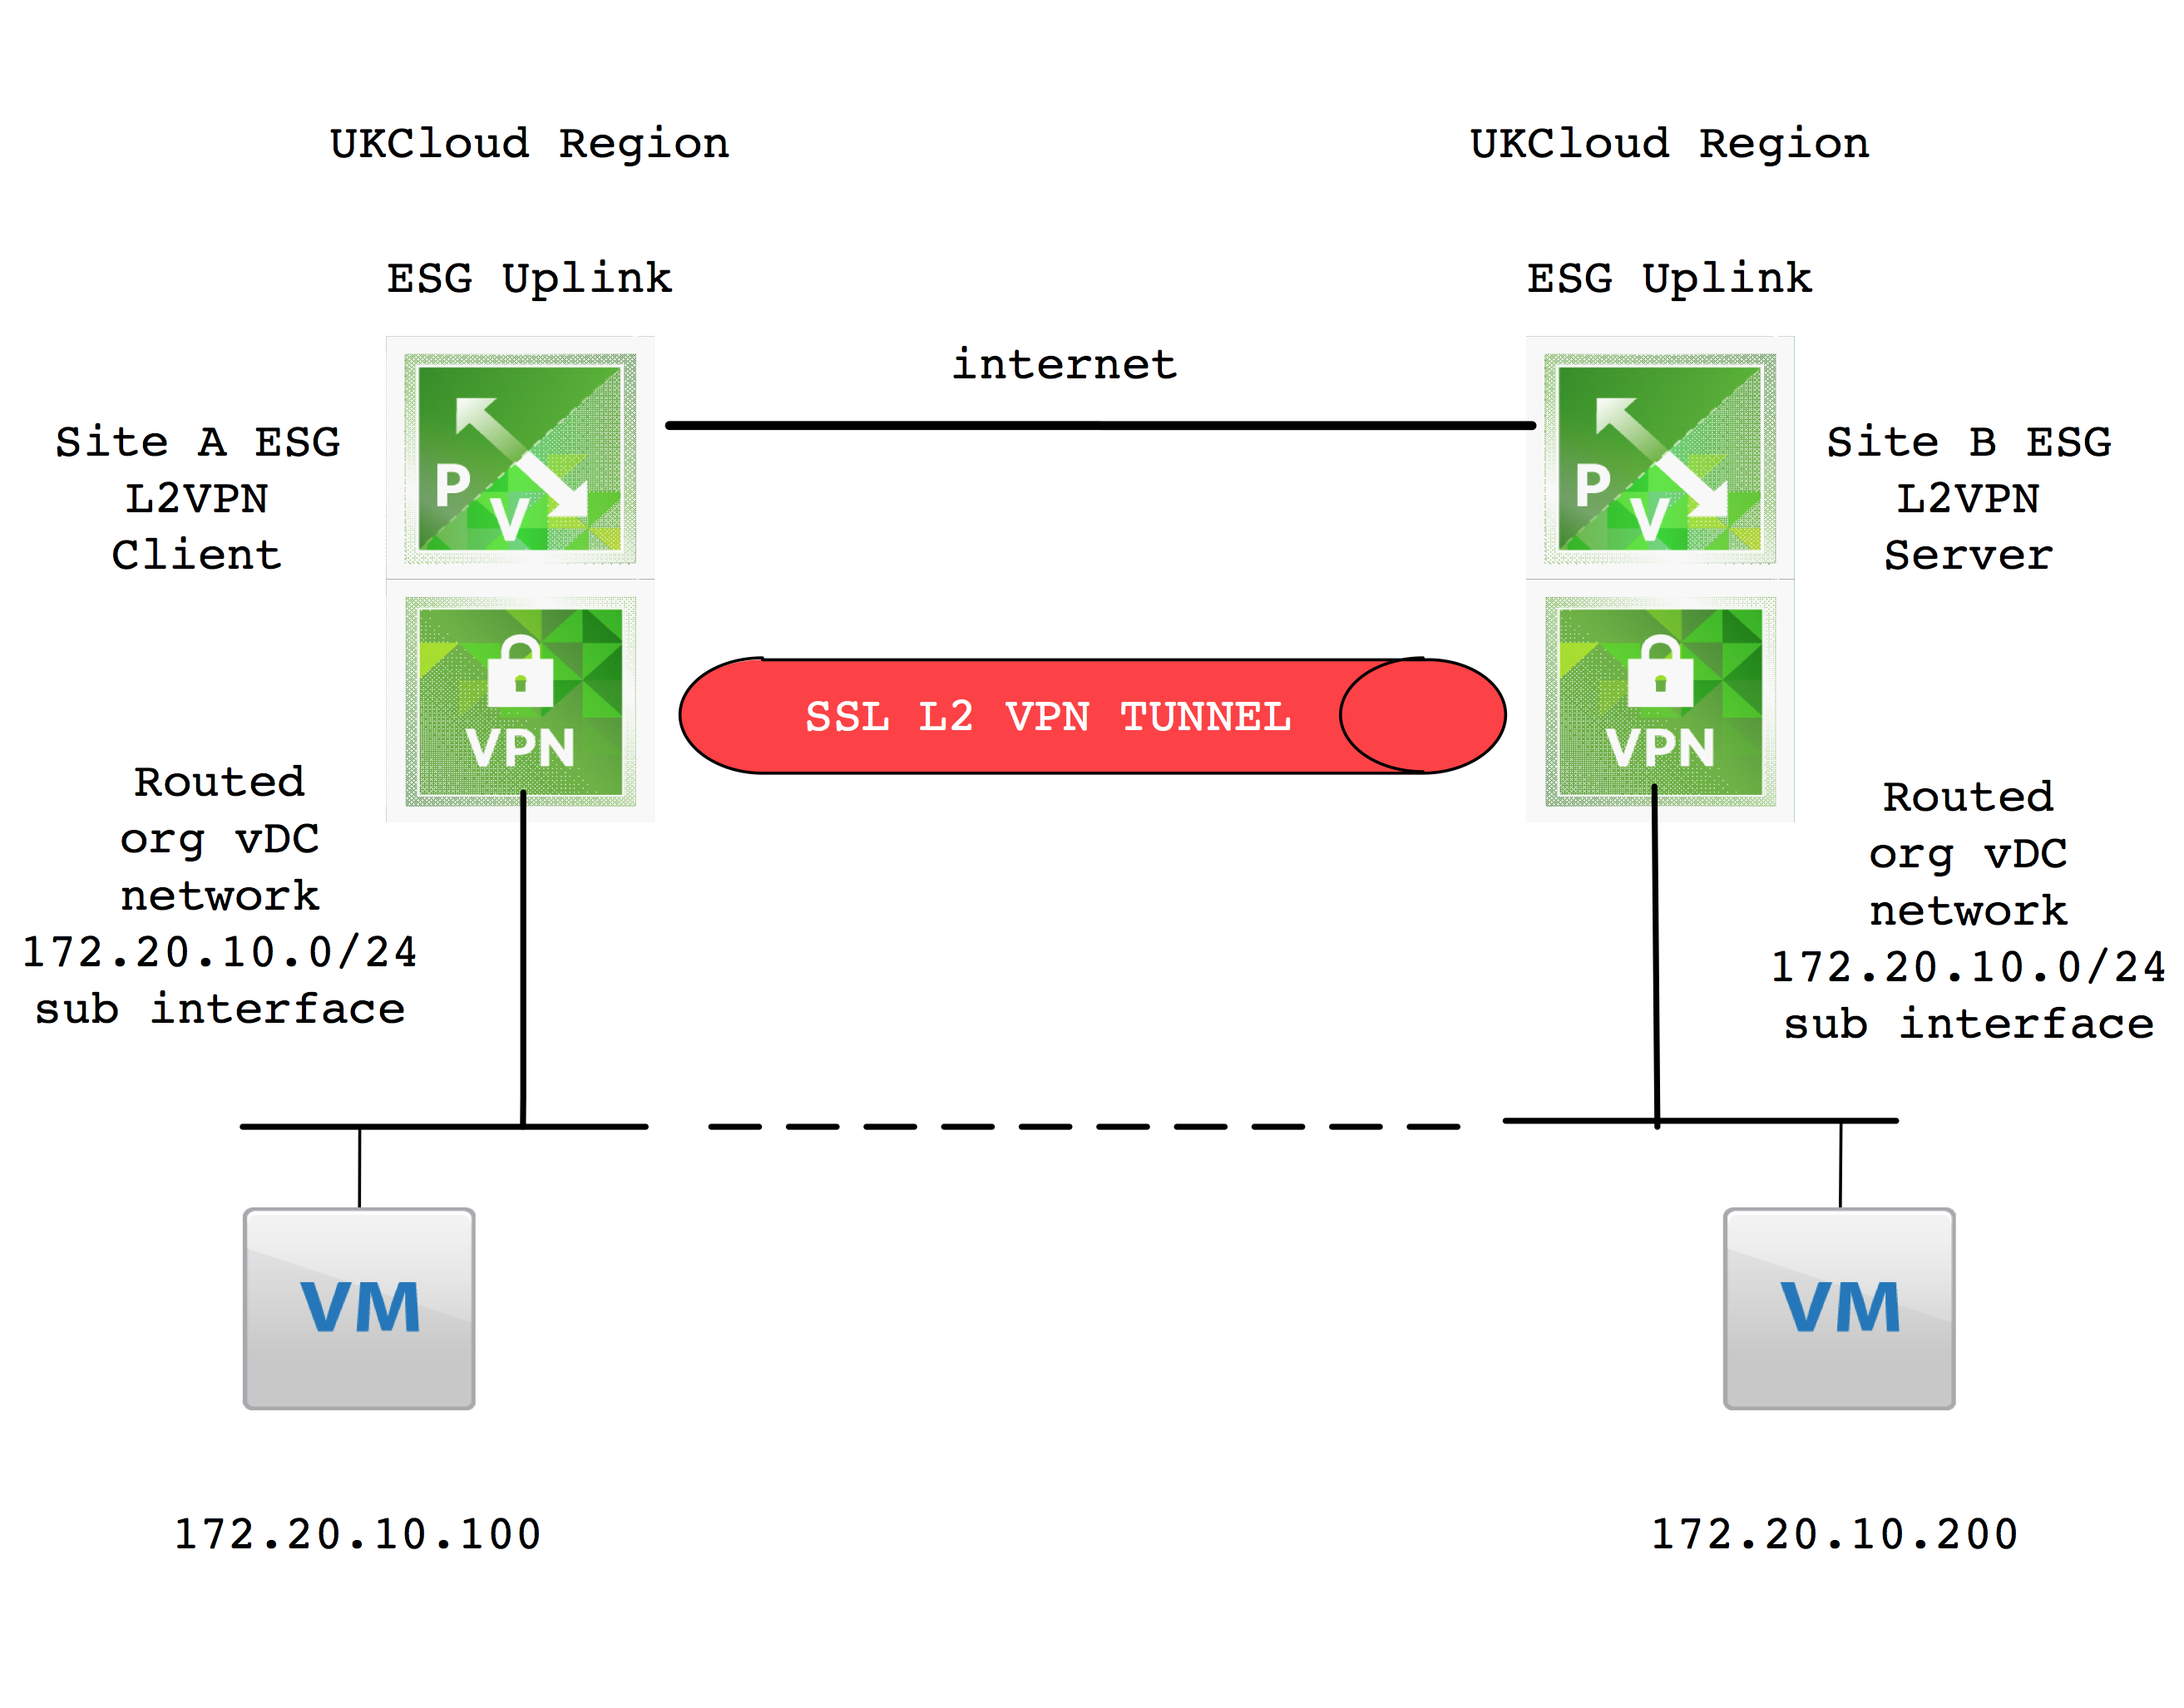 UKCloud Region
UKCloud Region
ESG Uplink
ESG Uplink
internet
Site A ESG
L2VPN
Client
P
V
P
V
Site B ESG
L2VPN
Server
VPN
SSL L2 VPN TUNNEL
VPN
Routed
org vDC
network
172.20.10.0/24
sub interface
Routed
org vDC
network
172.20.10.0/24
sub interface
VM
VM
172.20.10.100
172.20.10.200